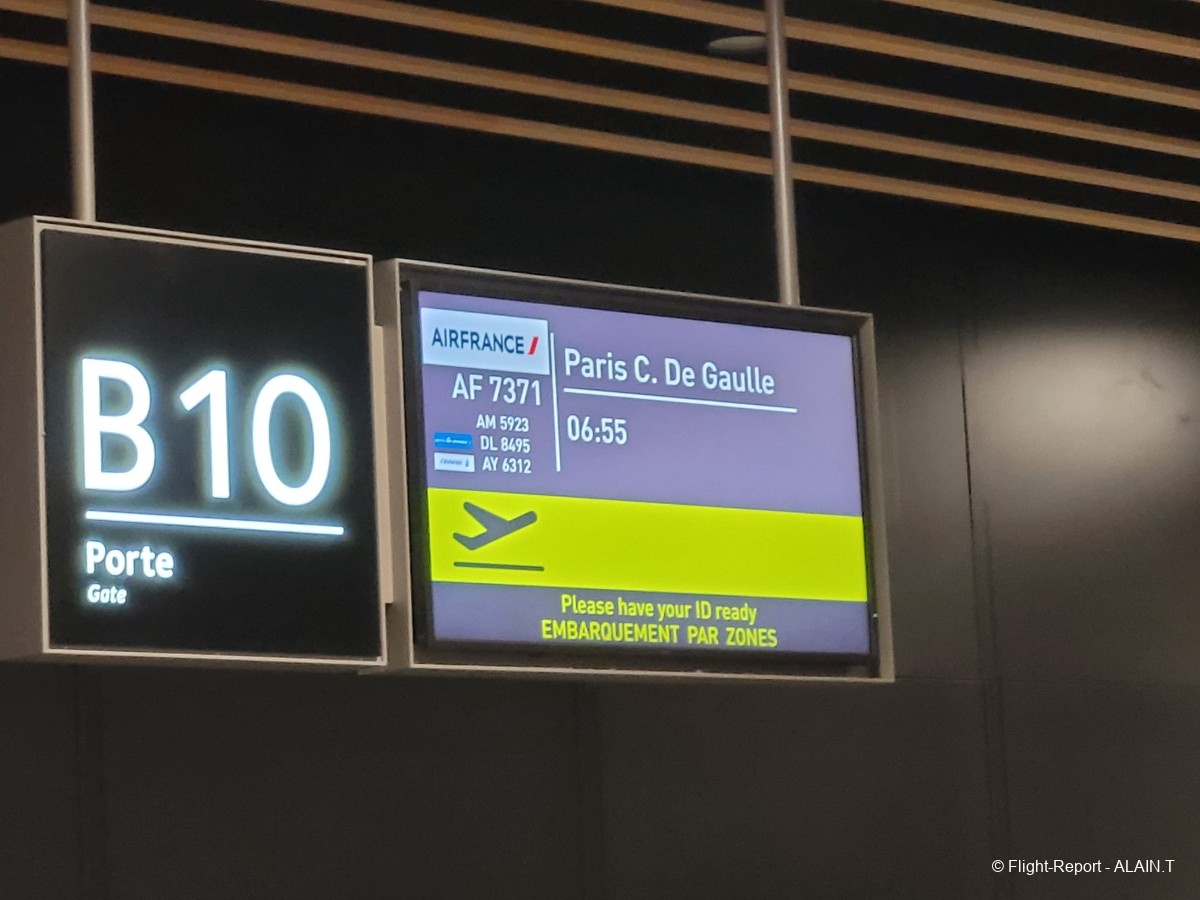 B10
Porte
Gate
AIRFRANCE
AF 7371
AM 5923
DL 8495
AY 6312
Paris C. De Gaulle
06:55
Please have your ID ready
EMBARQUEMENT PAR ZONES
© Flight-Report - ALAIN.T